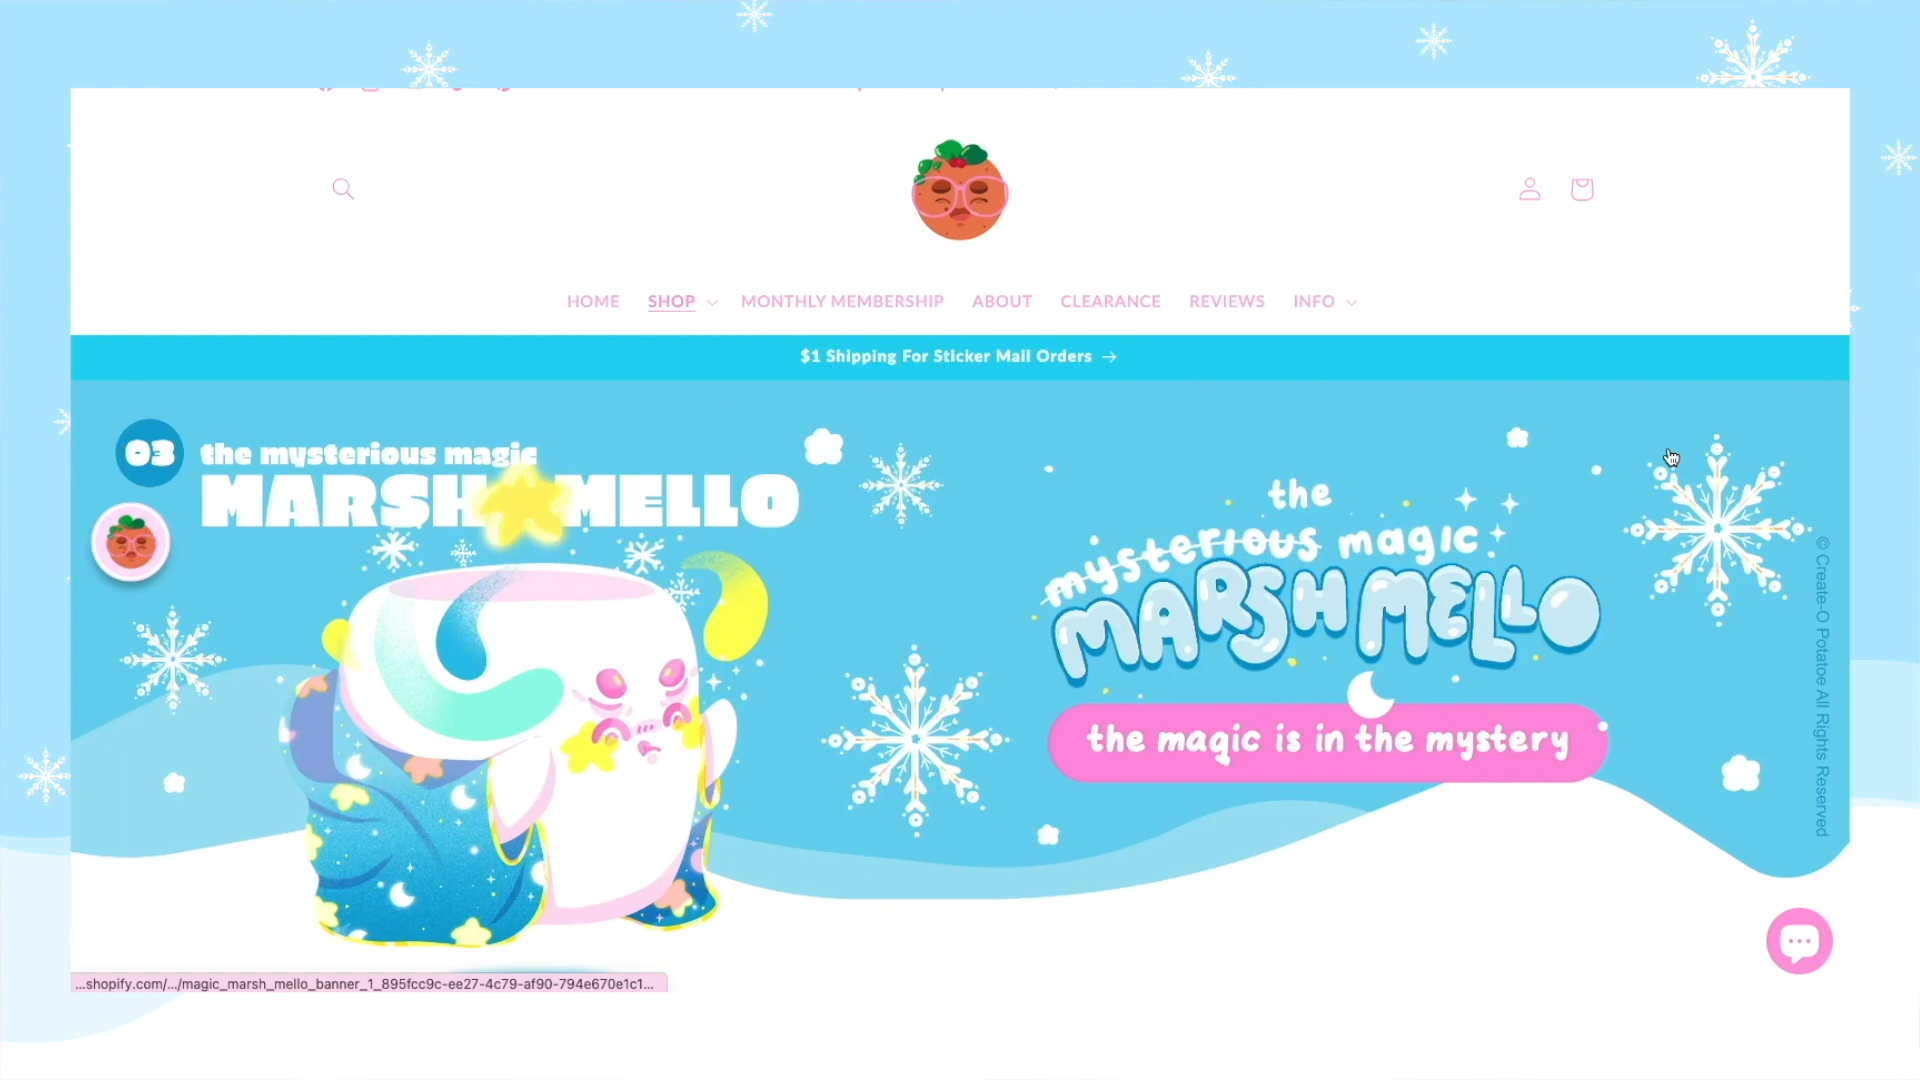 HOME SHOP MONTHLY MEMBERSHIP ABOUT CLEARANCE REVIEWS INFO
$1 Shipping For Sticker Mail Orders →
03
the mysterious magic
MARSH MELLO
the
mysterious magic
MARSH MELLO
the magic is in the mystery
© Create-O Potatoe All Rights Reserved
...shopify.com/.../magic_marsh_mello_banner_1_895fcc9c-ee27-4c79-af90-794e670e1c1...